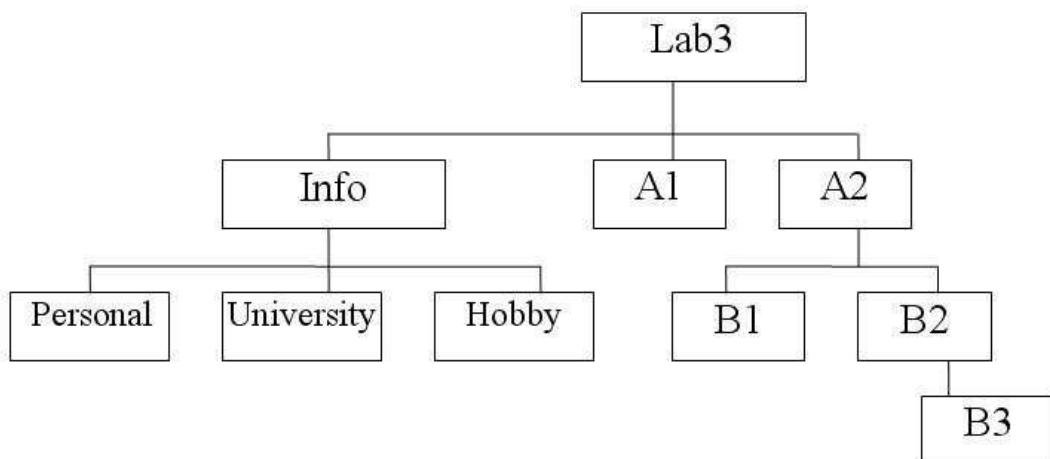 Lab3
Info
A1
A2
Personal
University
Hobby
B1
B2
B3